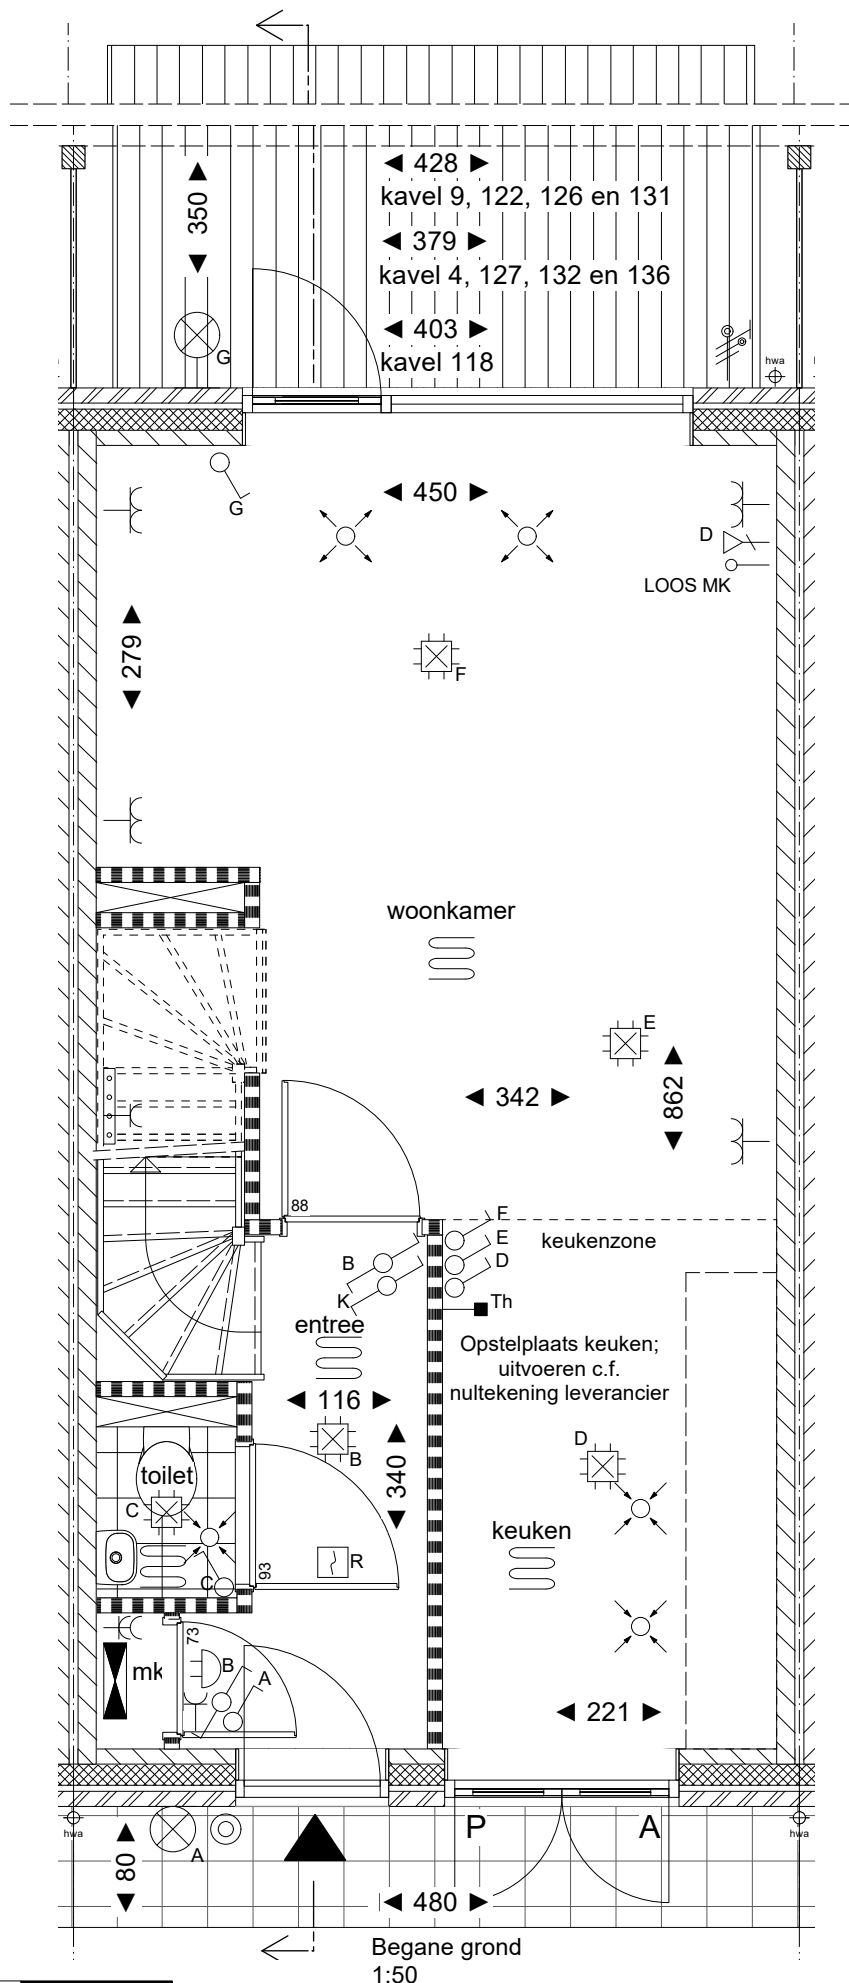 428
kavel 9, 122, 126 en 131
350
379
kavel 4, 127, 132 en 136
403
kavel 118
G
hwa
G
450
D
LOOS MK
279
F
woonkamer
E
342
862
88
F
E
D
B
K
keukenzone
Th
entree
Opstelplaats keuken;
uitvoeren c.f.
nultekening leverancier
116
B
340
D
toilet
C
keuken
R
93
C
73
mk
B
A
221
hwa
A
P
A
hwa
80
480
Begane grond
1:50